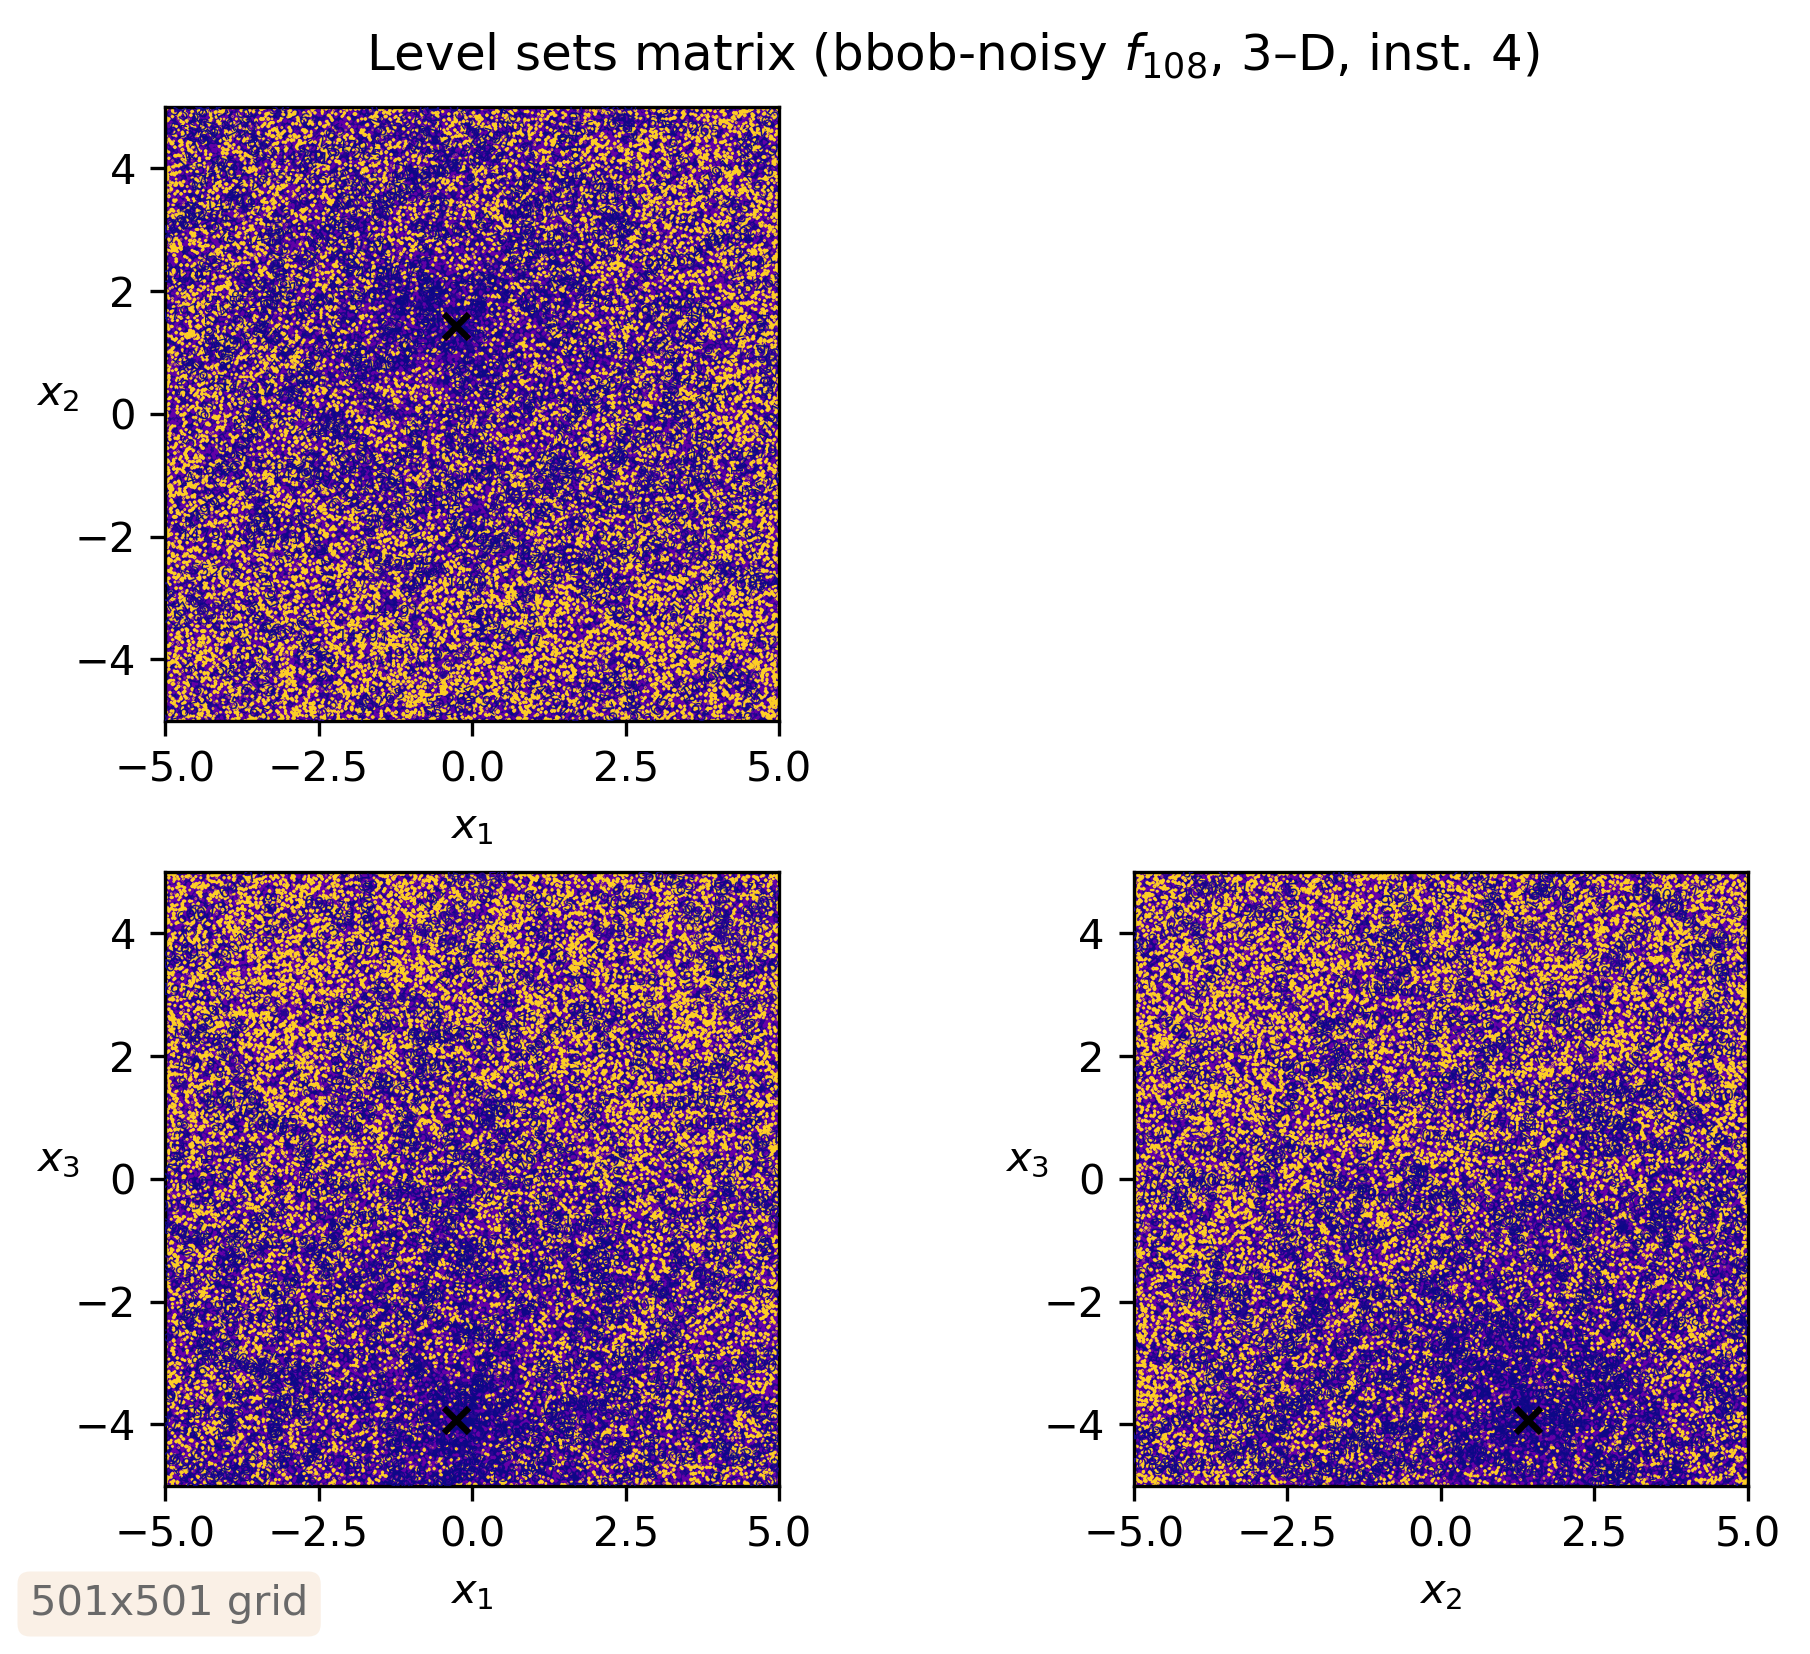 Level sets matrix (bbob-noisy f₁₀₈, 3–D, inst. 4)
4
2
x₂ 0
−2
−4
−5.0 −2.5 0.0 2.5 5.0
x₁
4 4
2 2
x₃ 0 x₃ 0
−2 −2
−4 −4
−5.0 −2.5 0.0 2.5 5.0 −5.0 −2.5 0.0 2.5 5.0
x₁ x₂
501x501 grid